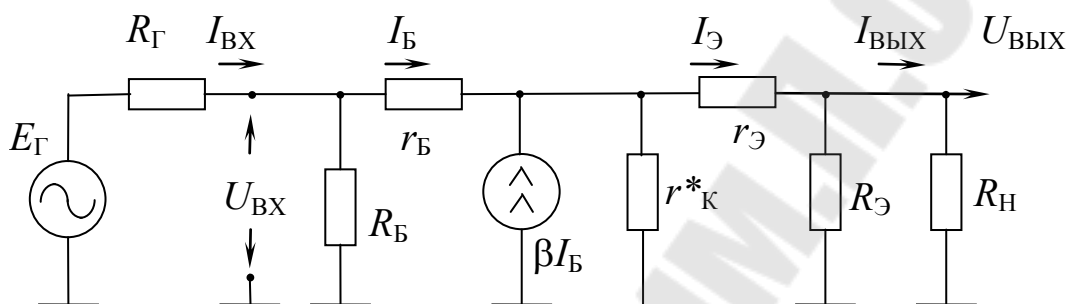 R_Г I_ВХ I_Б I_Э I_ВЫХ U_ВЫХ
E_Г r_Б r_Э
U_ВХ R_Б r*_К R_Э R_Н
βI_Б